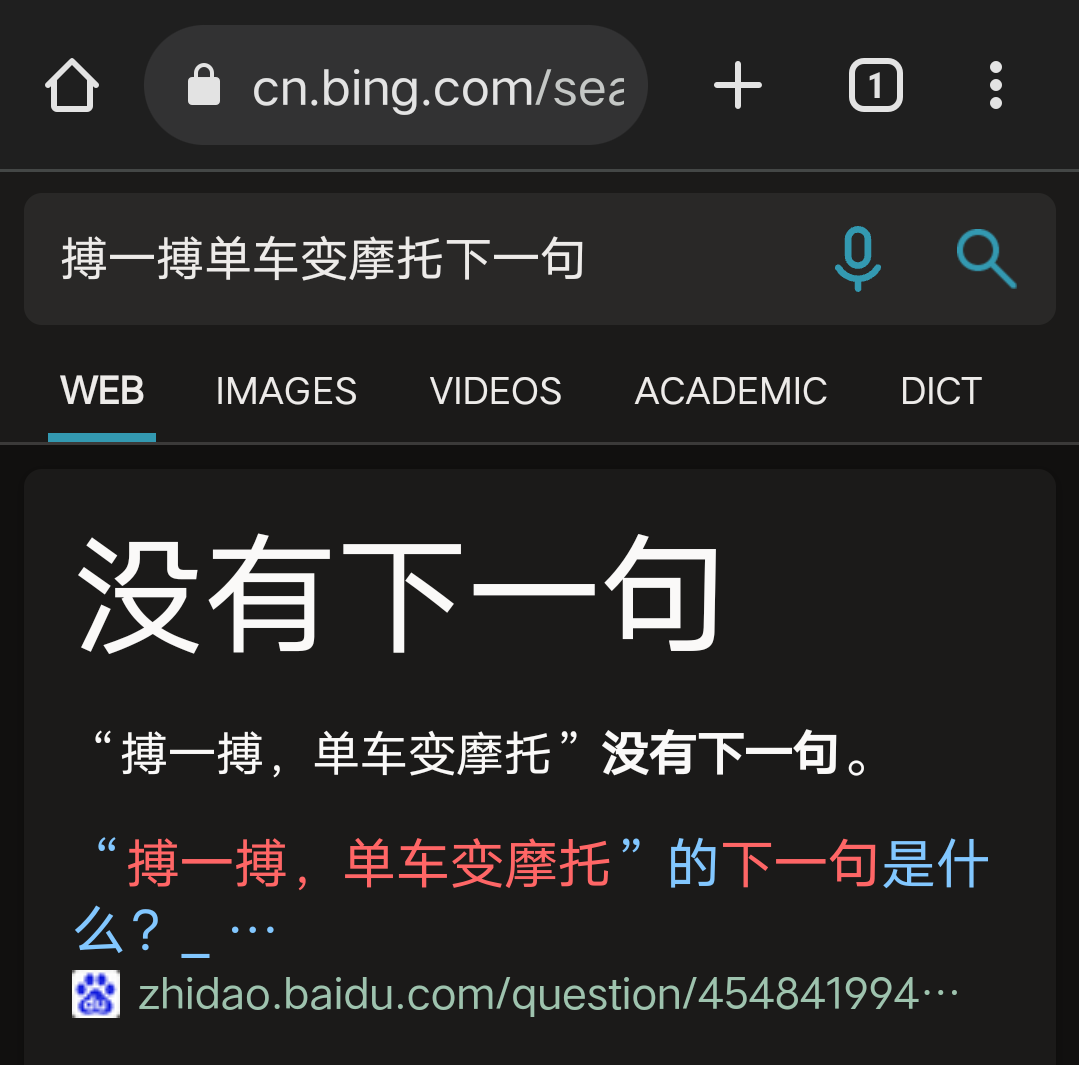 cn.bing.com/sea
1
搏一搏单车变摩托下一句
WEB IMAGES VIDEOS ACADEMIC DICT
没有下一句
“搏一搏，单车变摩托”没有下一句。
“搏一搏，单车变摩托”的下一句是什
么？_ …
du zhidao.baidu.com/question/454841994…